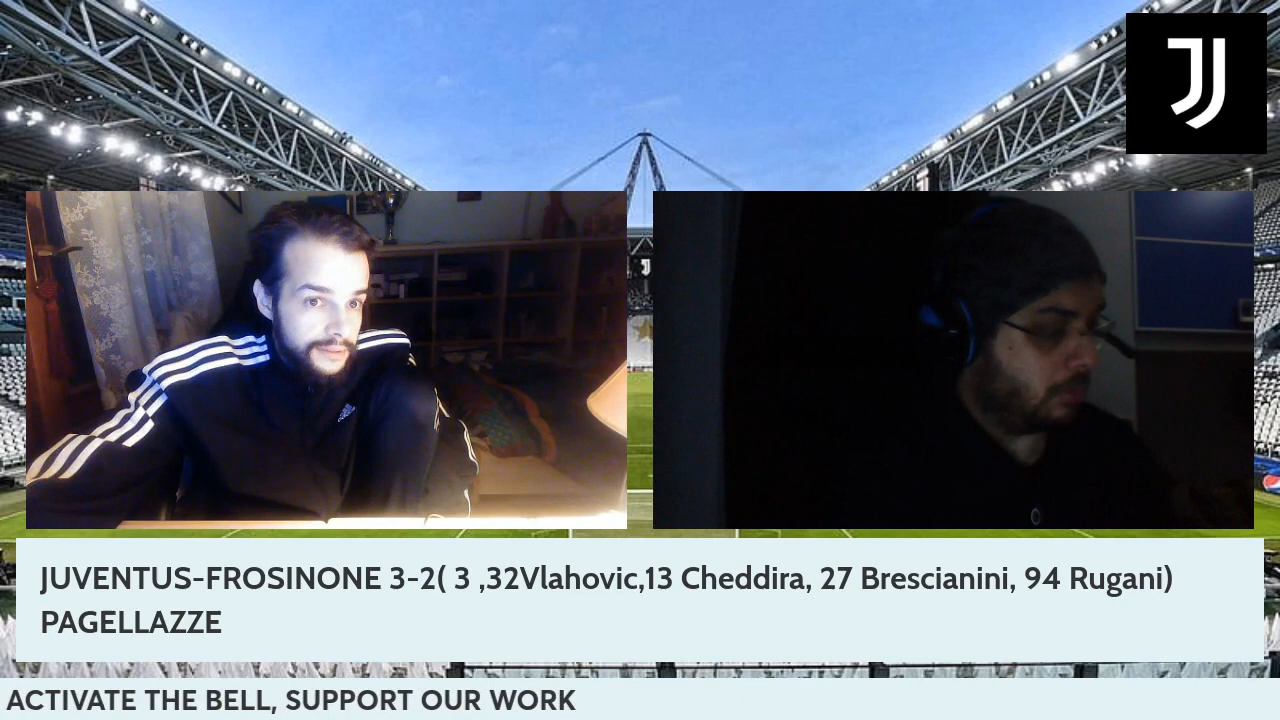 JUVENTUS-FROSINONE 3-2( 3 ,32Vlahovic,13 Cheddira, 27 Brescianini, 94 Rugani)
PAGELLAZZE
ACTIVATE THE BELL, SUPPORT OUR WORK